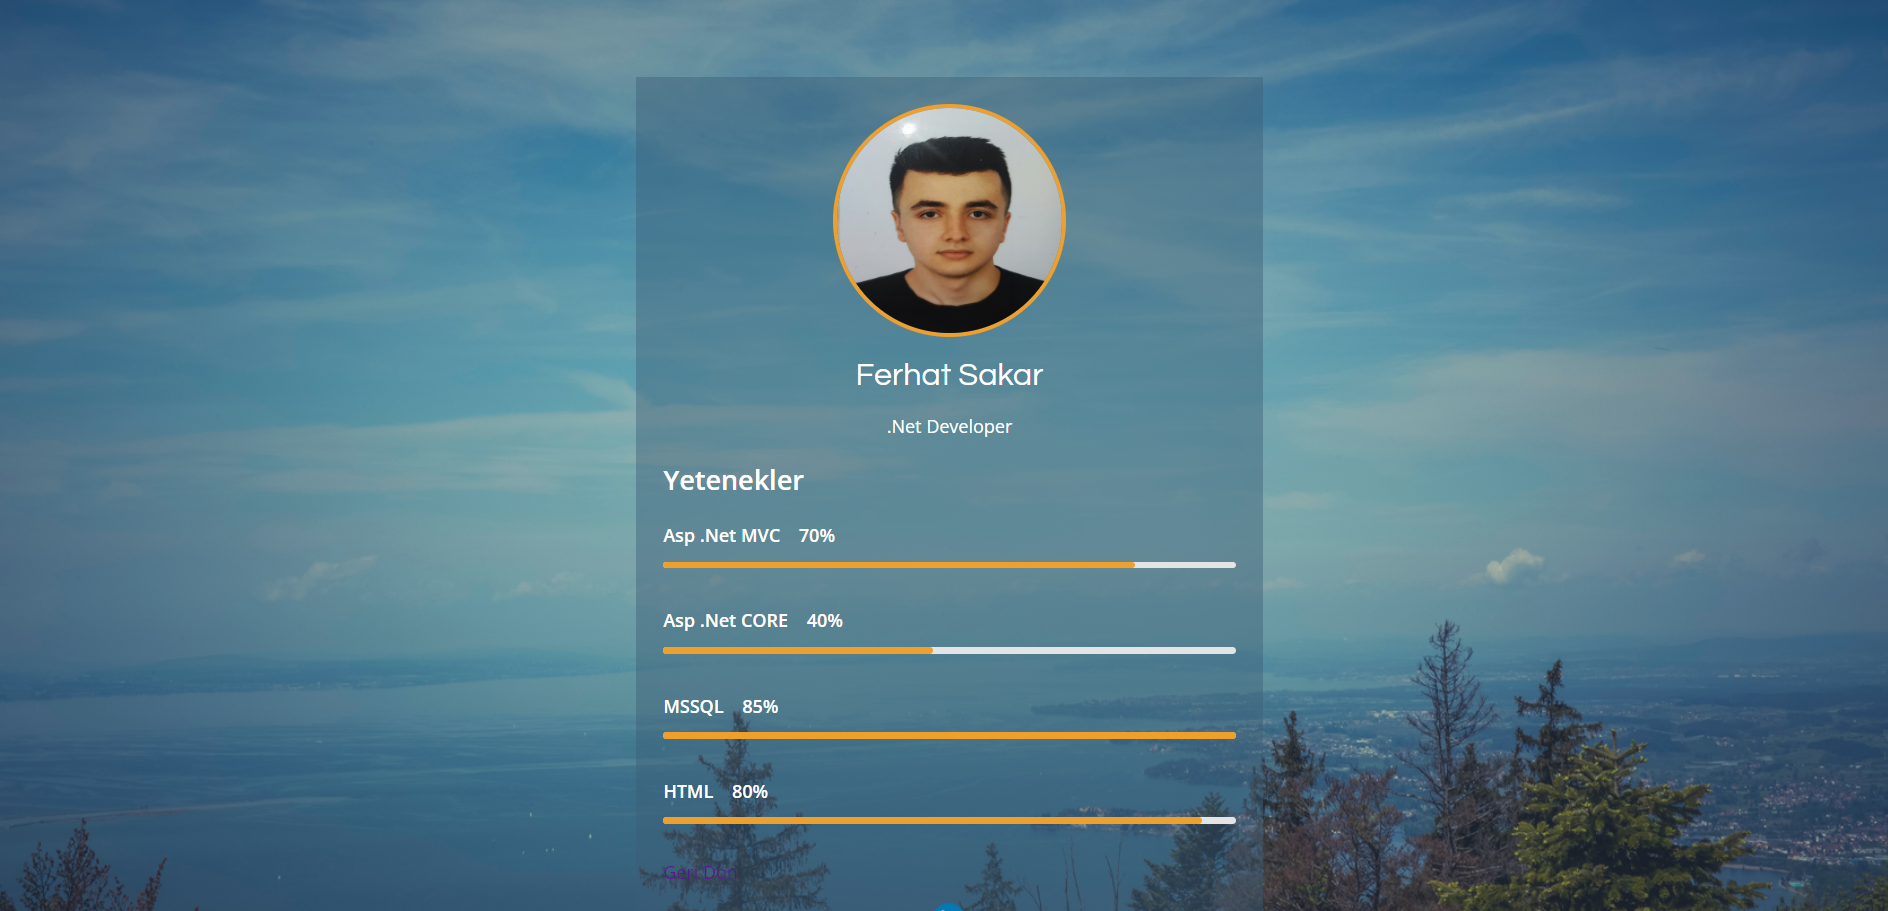 Ferhat Sakar
.Net Developer
Yetenekler
Asp .Net MVC 70%
Asp .Net CORE 40%
MSSQL 85%
HTML 80%
Geri Dön